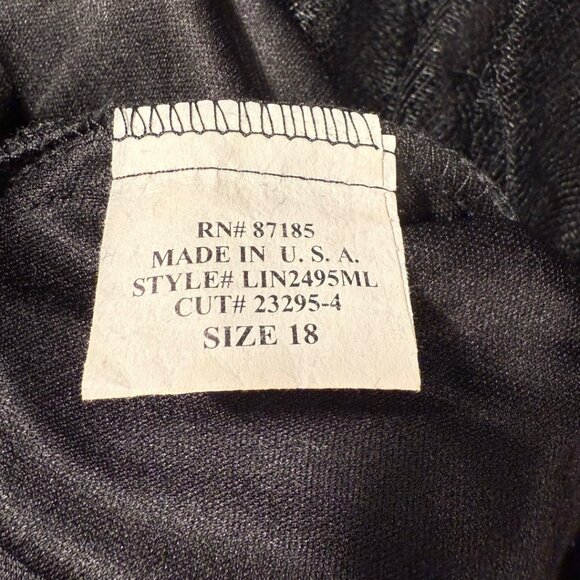 RN# 87185
MADE IN U. S. A.
STYLE# LIN2495ML
CUT# 23295-4
SIZE 18